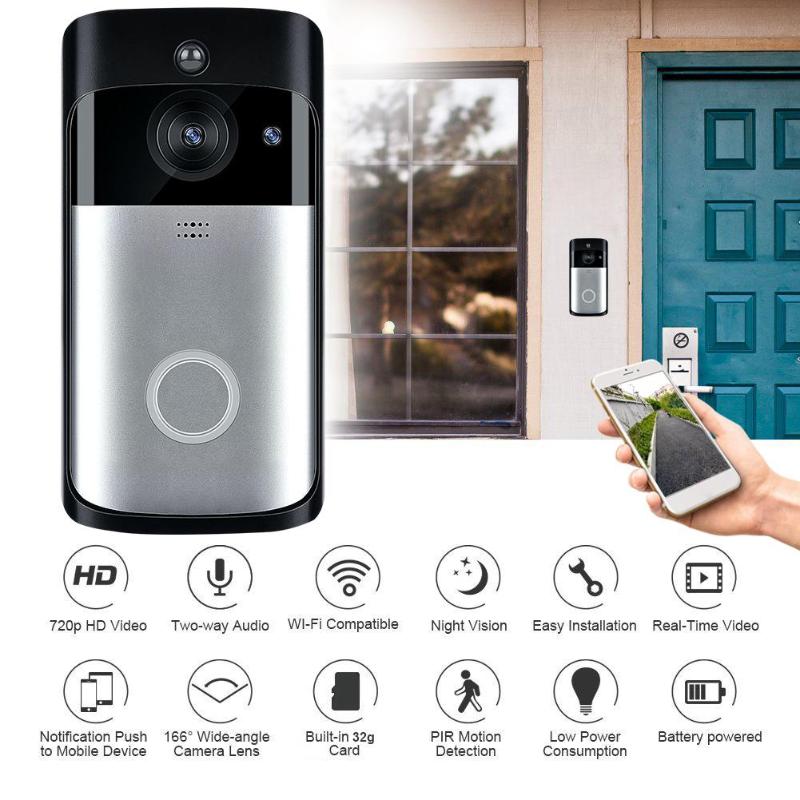 HD
720p HD Video
Two-way Audio
WI-Fi Compatible
Night Vision
Easy Installation
Real-Time Video
Notification Push
to Mobile Device
166° Wide-angle
Camera Lens
Built-in 32g
Card
PIR Motion
Detection
Low Power
Consumption
Battery powered